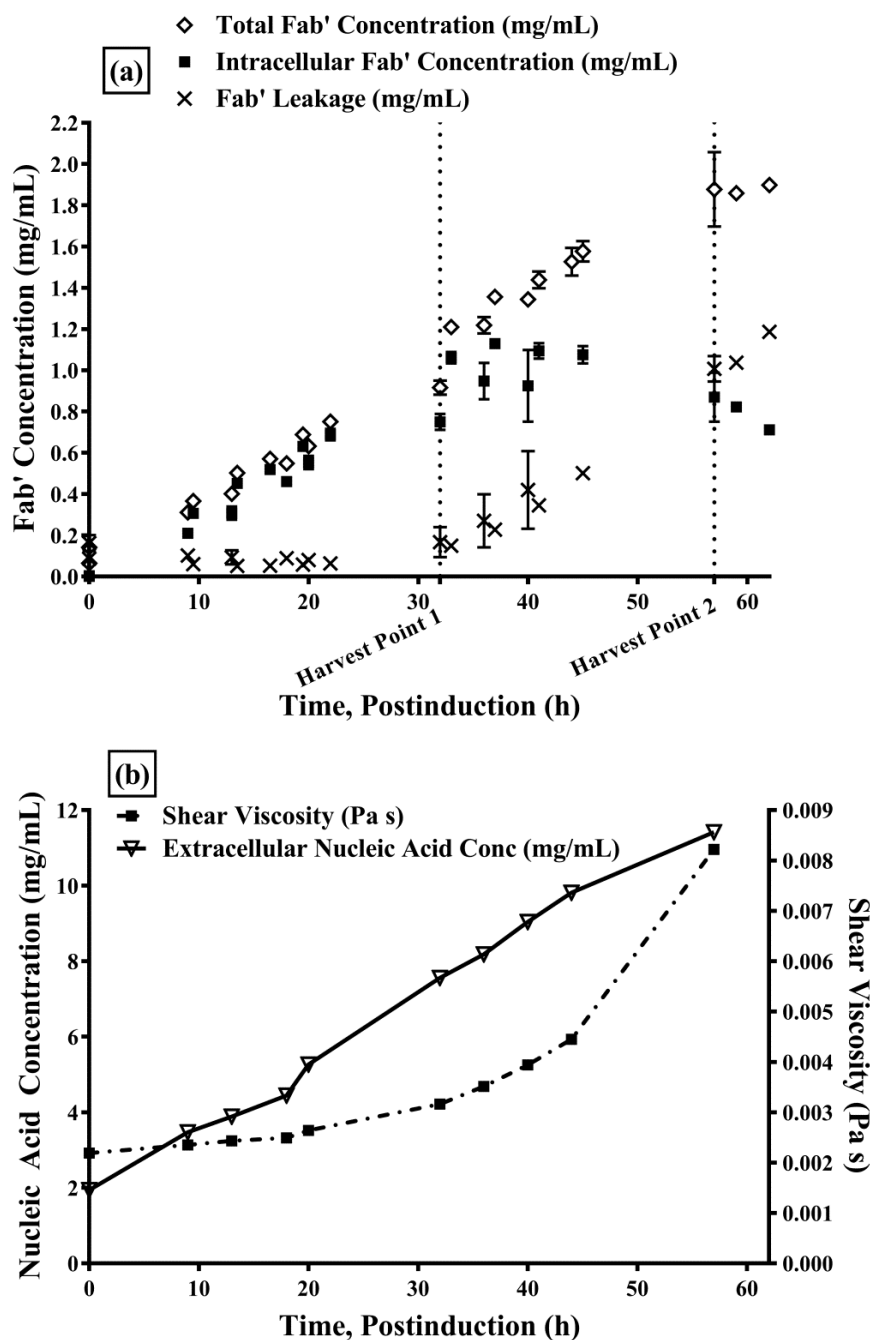 Total Fab' Concentration (mg/mL)
(a)
Intracellular Fab' Concentration (mg/mL)
Fab' Leakage (mg/mL)
Fab' Concentration (mg/mL)
2.2
2.0
1.8
1.6
1.4
1.2
1.0
0.8
0.6
0.4
0.2
0.0
0 10 20 30 40 50 60
Harvest Point 1
Harvest Point 2
Time, Postinduction (h)
(b)
Shear Viscosity (Pa s)
Extracellular Nucleic Acid Conc (mg/mL)
Nucleic Acid Concentration (mg/mL)
12
10
8
6
4
2
0
0.009
0.008
0.007
0.006
0.005
0.004
0.003
0.002
0.001
0.000
Shear Viscosity (Pa s)
0 10 20 30 40 50 60
Time, Postinduction (h)